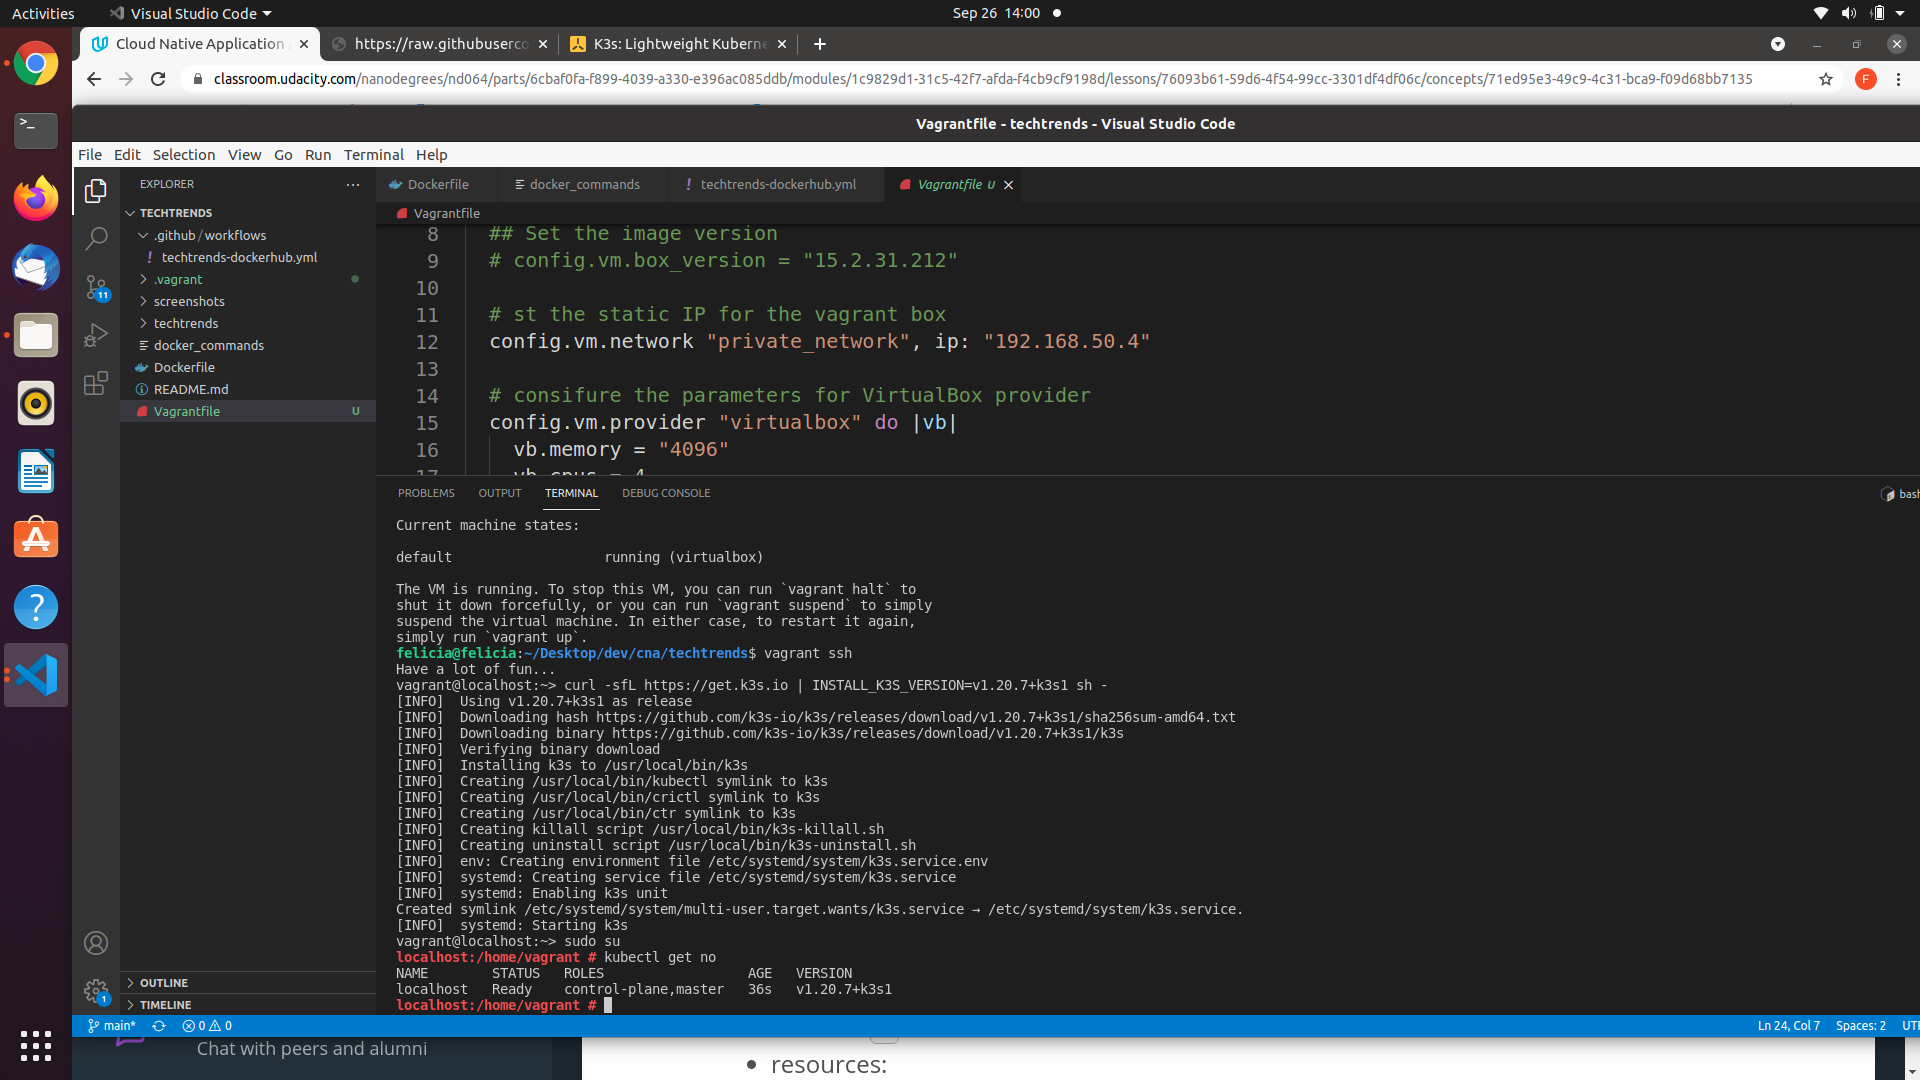 Activities
Visual Studio Code
Sep 26 14:00
Cloud Native Application
https://raw.githubuserco
K3s: Lightweight Kuberne
classroom.udacity.com/nanodegrees/nd064/parts/6cbaf0fa-f899-4039-a330-e396ac085ddb/modules/1c9829d1-31c5-42f7-afda-f4cb9cf9198d/lessons/76093b61-59d6-4f54-99cc-3301df4df06c/concepts/71ed95e3-49c9-4c31-bca9-f09d68bb7135
F
Vagrantfile - techtrends - Visual Studio Code
File Edit Selection View Go Run Terminal Help
EXPLORER
TECHTRENDS
.github/workflows
! techtrends-dockerhub.yml
.vagrant
screenshots
techtrends
docker_commands
Dockerfile
README.md
Vagrantfile U
OUTLINE
TIMELINE
11
1
Dockerfile
docker_commands
! techtrends-dockerhub.yml
Vagrantfile U
Vagrantfile
8 ## Set the image version
9 # config.vm.box_version = "15.2.31.212"
10
11 # st the static IP for the vagrant box
12 config.vm.network "private_network", ip: "192.168.50.4"
13
14 # consifure the parameters for VirtualBox provider
15 config.vm.provider "virtualbox" do |vb|
16 vb.memory = "4096"
17 vb.cpus = 4
PROBLEMS OUTPUT TERMINAL DEBUG CONSOLE
bash
Current machine states:
default running (virtualbox)
The VM is running. To stop this VM, you can run `vagrant halt` to
shut it down forcefully, or you can run `vagrant suspend` to simply
suspend the virtual machine. In either case, to restart it again,
simply run `vagrant up`.
felicia@felicia:~/Desktop/dev/cna/techtrends$ vagrant ssh
Have a lot of fun...
vagrant@localhost:~> curl -sfL https://get.k3s.io | INSTALL_K3S_VERSION=v1.20.7+k3s1 sh -
[INFO] Using v1.20.7+k3s1 as release
[INFO] Downloading hash https://github.com/k3s-io/k3s/releases/download/v1.20.7+k3s1/sha256sum-amd64.txt
[INFO] Downloading binary https://github.com/k3s-io/k3s/releases/download/v1.20.7+k3s1/k3s
[INFO] Verifying binary download
[INFO] Installing k3s to /usr/local/bin/k3s
[INFO] Creating /usr/local/bin/kubectl symlink to k3s
[INFO] Creating /usr/local/bin/crictl symlink to k3s
[INFO] Creating /usr/local/bin/ctr symlink to k3s
[INFO] Creating killall script /usr/local/bin/k3s-killall.sh
[INFO] Creating uninstall script /usr/local/bin/k3s-uninstall.sh
[INFO] env: Creating environment file /etc/systemd/system/k3s.service.env
[INFO] systemd: Creating service file /etc/systemd/system/k3s.service
[INFO] systemd: Enabling k3s unit
Created symlink /etc/systemd/system/multi-user.target.wants/k3s.service → /etc/systemd/system/k3s.service.
[INFO] systemd: Starting k3s
vagrant@localhost:~> sudo su
localhost:/home/vagrant # kubectl get no
NAME STATUS ROLES AGE VERSION
localhost Ready control-plane,master 36s v1.20.7+k3s1
localhost:/home/vagrant #
main* 0 0
Ln 24, Col 7 Spaces: 2 UTF
Chat with peers and alumni
• resources: